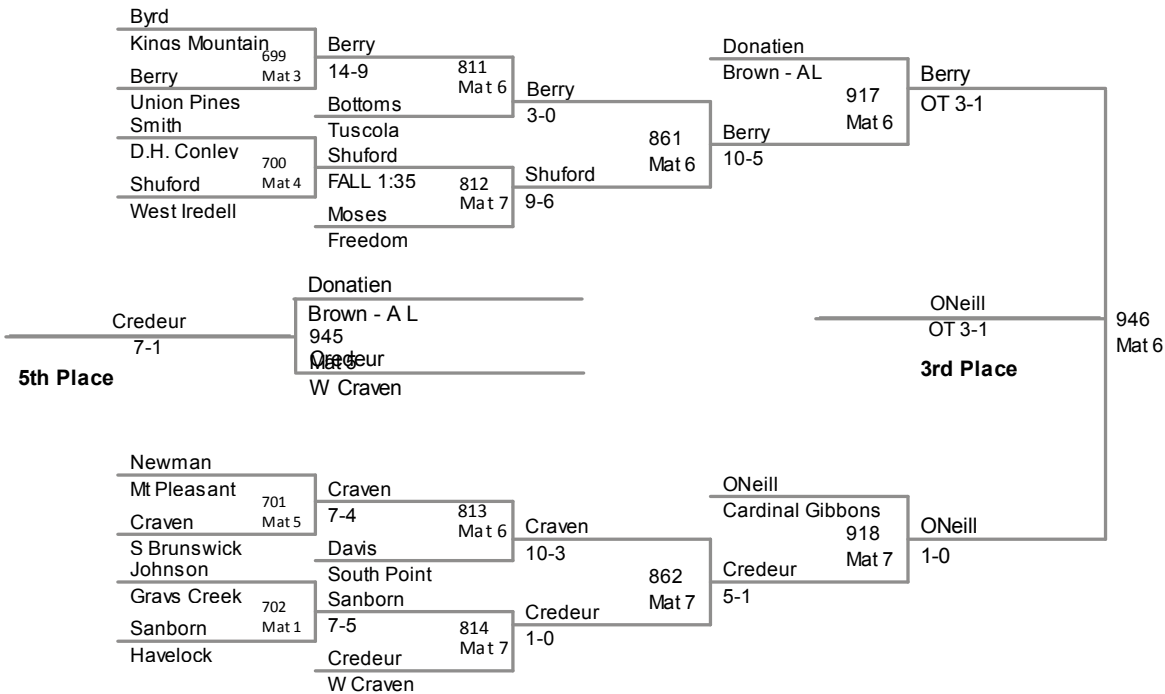 Byrd
Kings Mountain
699
Mat 3
Berry
Union Pines
Smith
D.H. Conley
700
Mat 4
Shuford
West Iredell
Berry
14-9
811
Mat 6
Bottoms
Tuscola
Shuford
FALL 1:35
812
Mat 7
Moses
Freedom
Berry
3-0
861
Mat 6
Shuford
9-6
Donatien
Brown - AL
917
Mat 6
Berry
10-5
Berry
OT 3-1
Donatien
Brown - A L
945
Mat 5
Credeur
W Craven
Credeur
7-1
5th Place
ONeill
OT 3-1
3rd Place
946
Mat 6
Newman
Mt Pleasant
701
Mat 5
Craven
S Brunswick
Johnson
Grays Creek
702
Mat 1
Sanborn
Havelock
Craven
7-4
813
Mat 6
Davis
South Point
Sanborn
7-5
814
Mat 7
Credeur
W Craven
Craven
10-3
862
Mat 7
Credeur
1-0
ONeill
Cardinal Gibbons
918
Mat 7
Credeur
5-1
ONeill
1-0